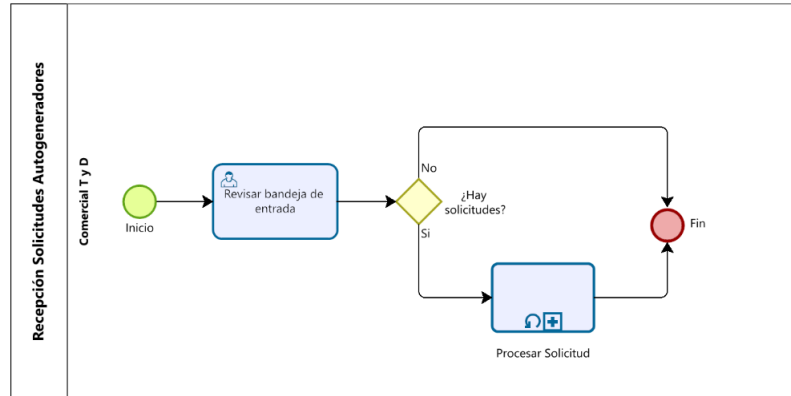 Recepción Solicitudes Autogeneradores
Comercial T y D
Inicio
Revisar bandeja de
entrada
No
¿Hay
solicitudes?
Si
Procesar Solicitud
Fin